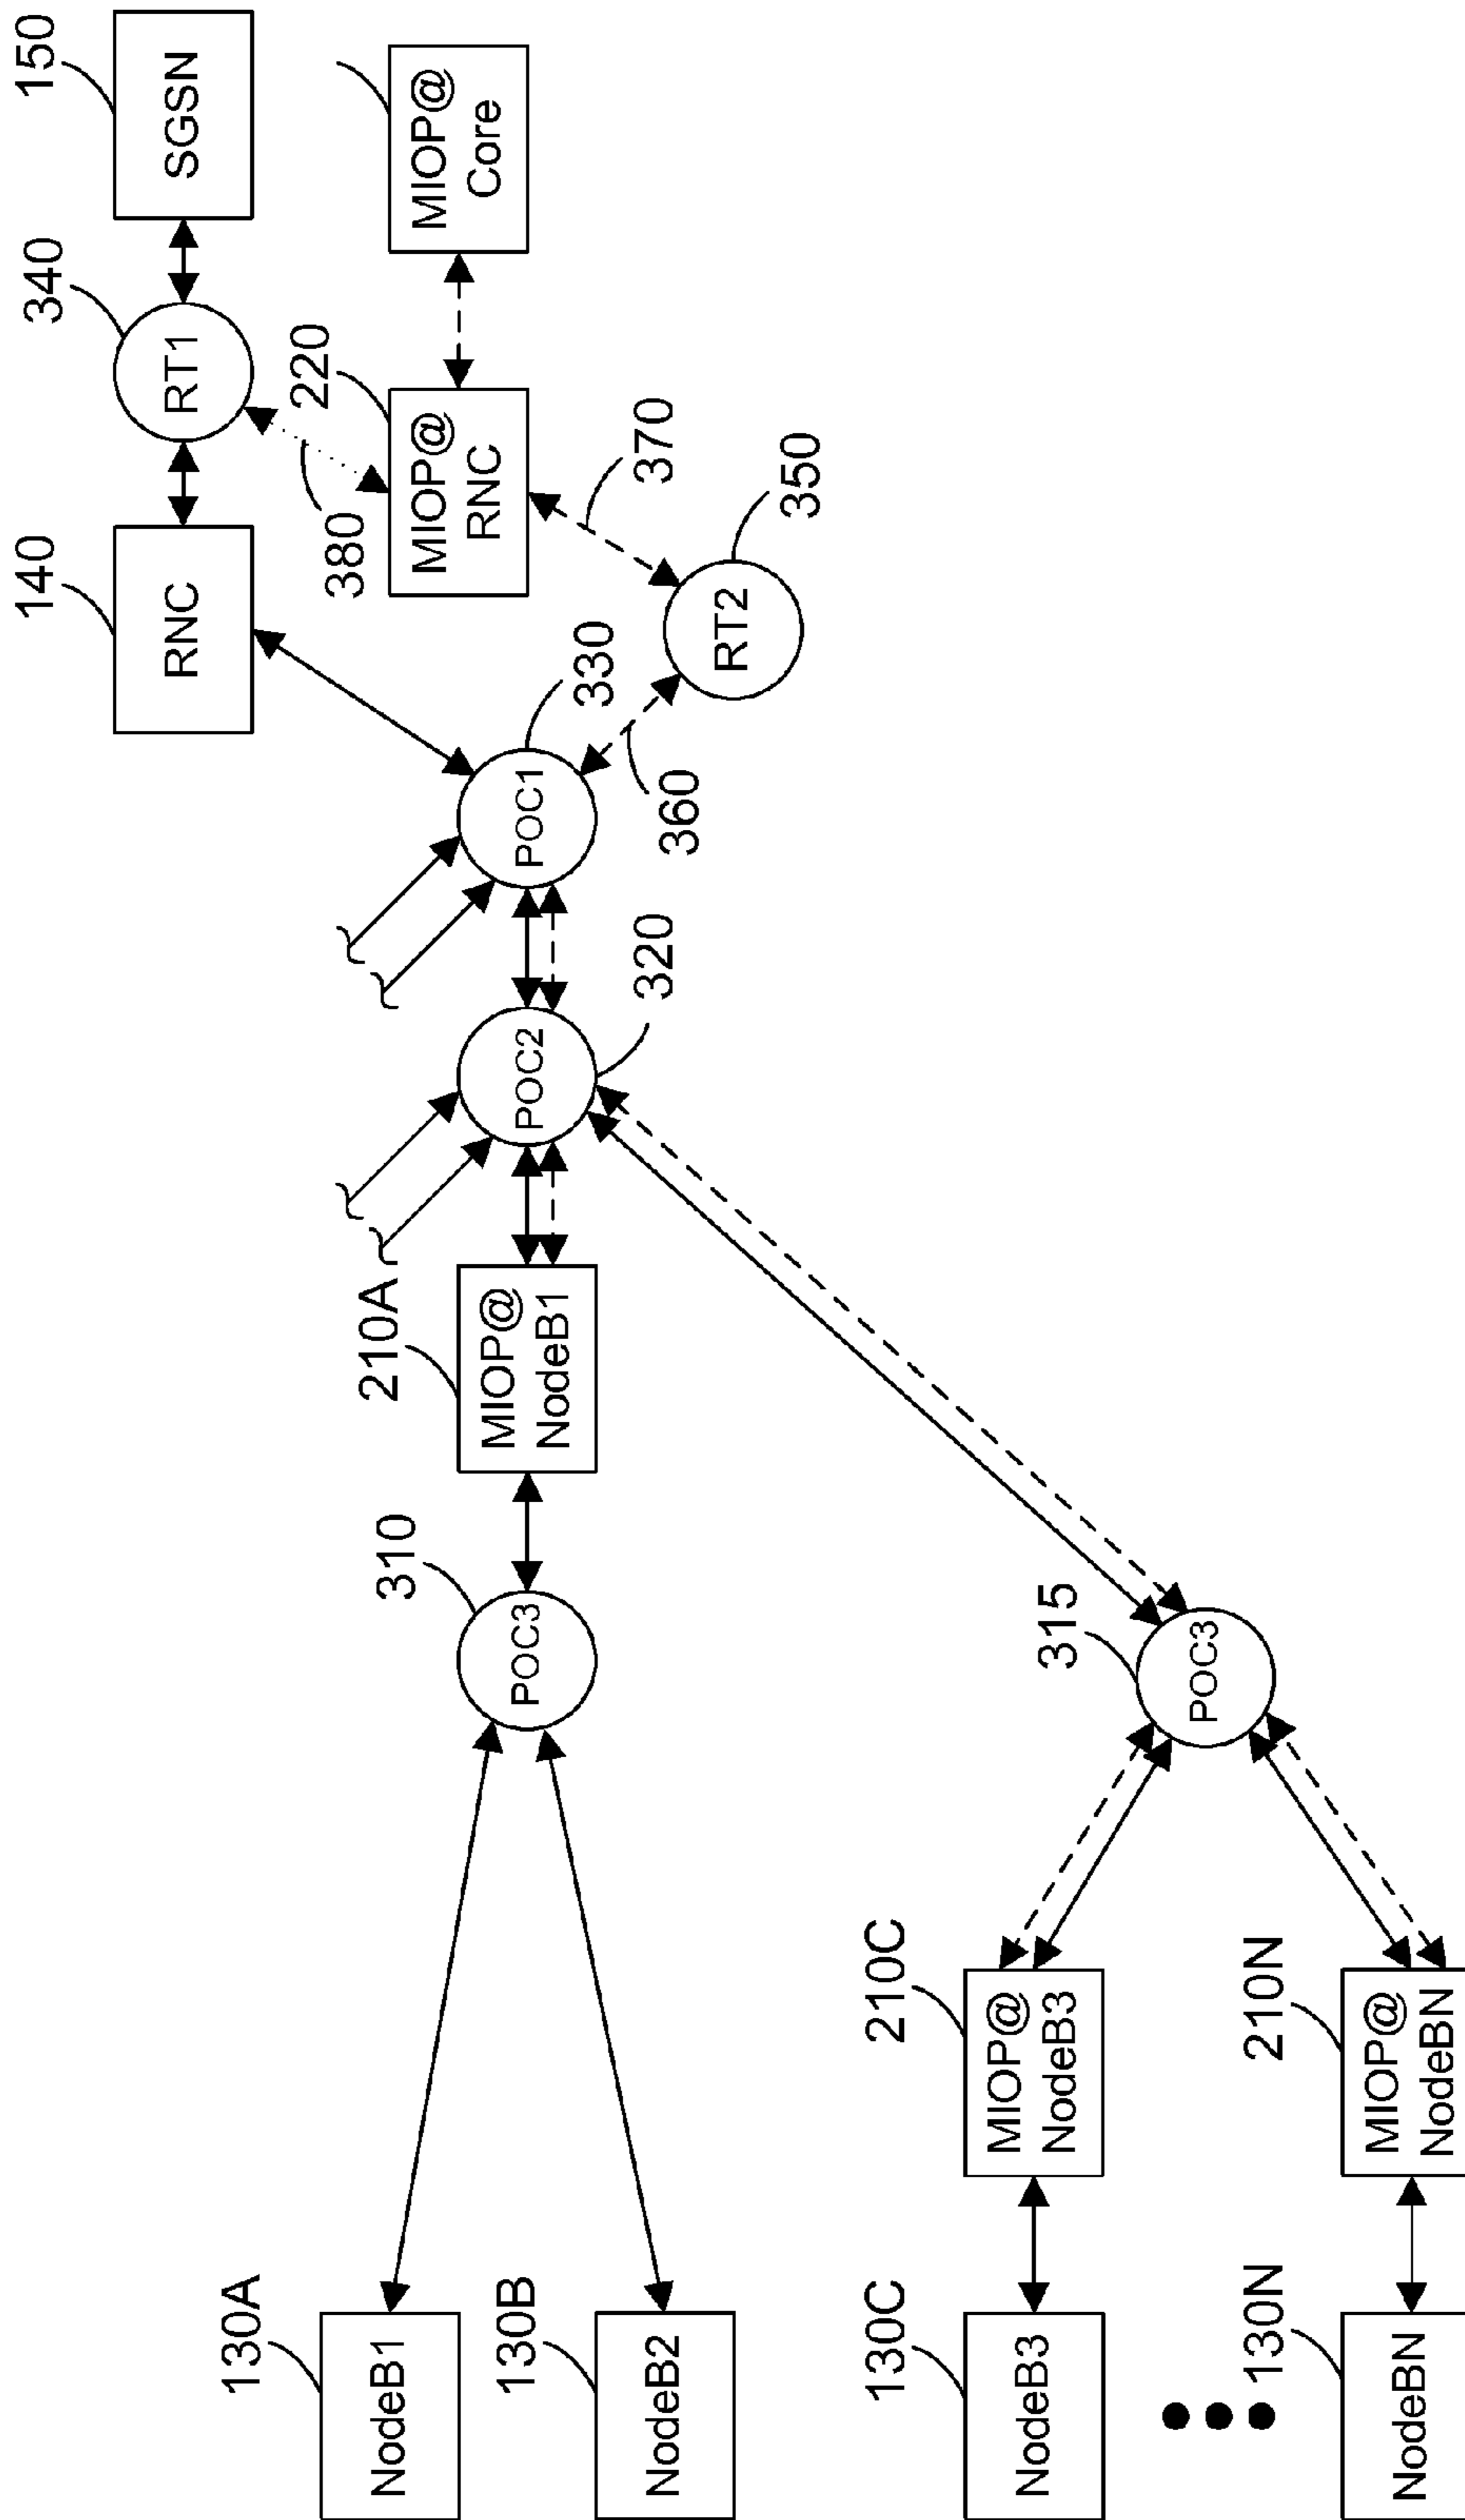 130A
NodeB1
130B
NodeB2
130C
NodeB3
130N
NodeBN
210C
MIOP@
NodeB3
210N
MIOP@
NodeBN
310
POC3
315
POC3
210A
MIOP@
NodeB1
320
POC2
330
POC1
360
370
350
RT2
140
RNC
380
220
MIOP@
RNC
340
RT1
150
SGSN
MIOP@
Core